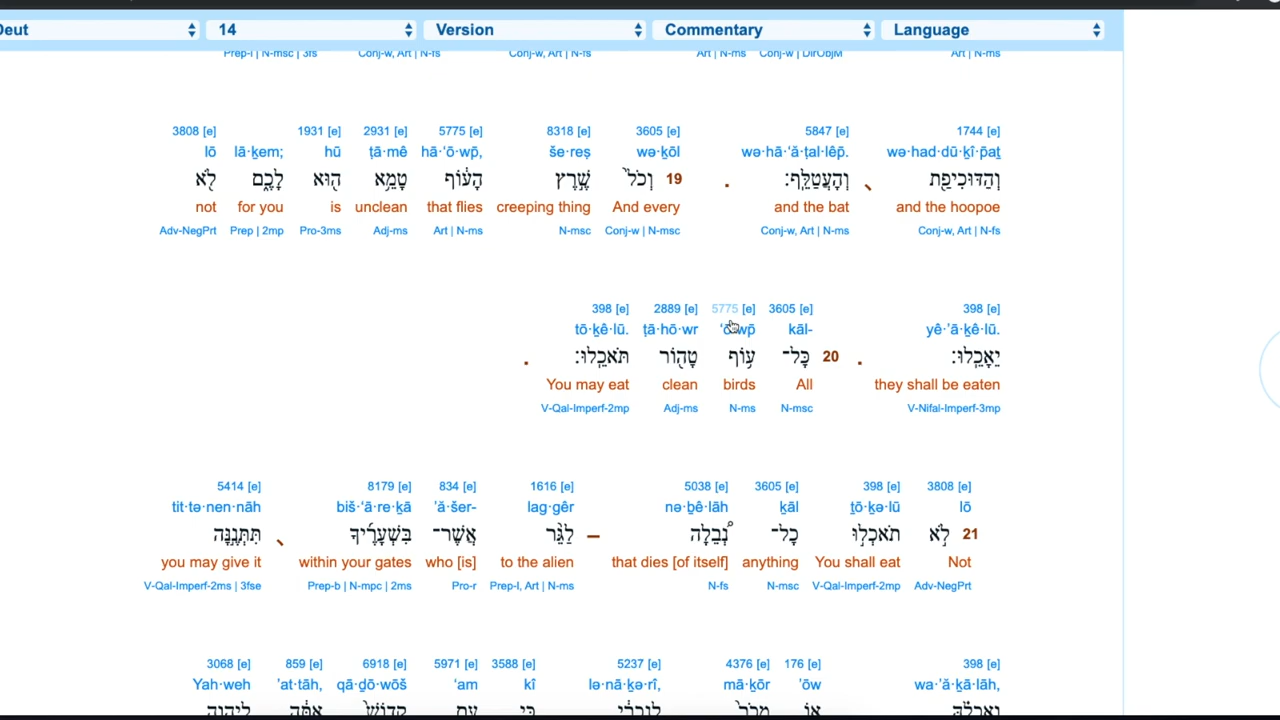 Deut 14 Version Commentary Language
Prep-l | N-msc | 3fs Conj-w, Art | N-fs Conj-w, Art | N-fs Art | N-ms Conj-w | DirObjM Art | N-ms
3808 [e] 1931 [e] 2931 [e] 5775 [e] 8318 [e] 3605 [e] 5847 [e] 1744 [e]
lō lā·ḵem; hū ṭā·mê hā·‘ō·wp̄, še·reṣ wə·ḵōl wə·hā·‘ă·ṭal·lêp̄. wə·had·dū·ḵî·p̄aṯ
וְהַדּוּכִיפַ֖ת 、 וְהָעֲטַלֵּֽף׃ . 19 וְכֹל֙ שֶׁ֣רֶץ הָע֔וֹף טָמֵ֥א ה֖וּא לָכֶ֑ם לֹ֖א
not for you is unclean that flies creeping thing And every and the bat and the hoopoe
Adv-NegPrt Prep | 2mp Pro-3ms Adj-ms Art | N-ms N-msc Conj-w | N-msc Conj-w, Art | N-ms Conj-w, Art | N-fs
398 [e] 2889 [e] 5775 [e] 3605 [e] 398 [e]
tō·ḵê·lū. ṭā·hō·wr kāl- yê·’ā·ḵê·lū.
יֵאָכֵֽלוּ׃ . 20 כָּל־ ע֥וֹף טָה֖וֹר תֹּאכֵֽלוּ׃ .
You may eat clean birds All they shall be eaten
V-Qal-Imperf-2mp Adj-ms N-ms N-msc V-Nifal-Imperf-3mp
5414 [e] 8179 [e] 834 [e] 1616 [e] 5038 [e] 3605 [e] 398 [e] 3808 [e]
tit·tə·nen·nāh biš·‘ā·re·ḵā ’ă·šer- lag·gêr nə·ḇê·lāh ḵāl ṯō·ḵə·lū lō
21 לֹ֣א תֹאכְל֣וּ כָל־ נְ֠בֵלָה – לַגֵּ֨ר אֲשֶׁר־ בִּשְׁעָרֶ֜יךָ 、 תִּתְּנֶ֣נָּה
you may give it within your gates who [is] to the alien that dies [of itself] anything You shall eat Not
V-Qal-Imperf-2ms | 3fse Prep-b | N-mpc | 2ms Pro-r Prep-l, Art | N-ms N-fs N-msc V-Qal-Imperf-2mp Adv-NegPrt
3068 [e] 859 [e] 6918 [e] 5971 [e] 3588 [e] 5237 [e] 4376 [e] 176 [e] 398 [e]
Yah·weh ’at·tāh, qā·ḏō·wōš ‘am kî lə·nā·ḵə·rî, mā·ḵōr ’ōw wa·’ă·ḵā·lāh,
וַאֲכָלָ֗הּ א֤וֹ מָכֹר֙ לְנָכְרִ֔י כִּ֣י עַ֤ם קָדוֹשׁ֙ אַתָּ֔ה לַיהוָ֖ה